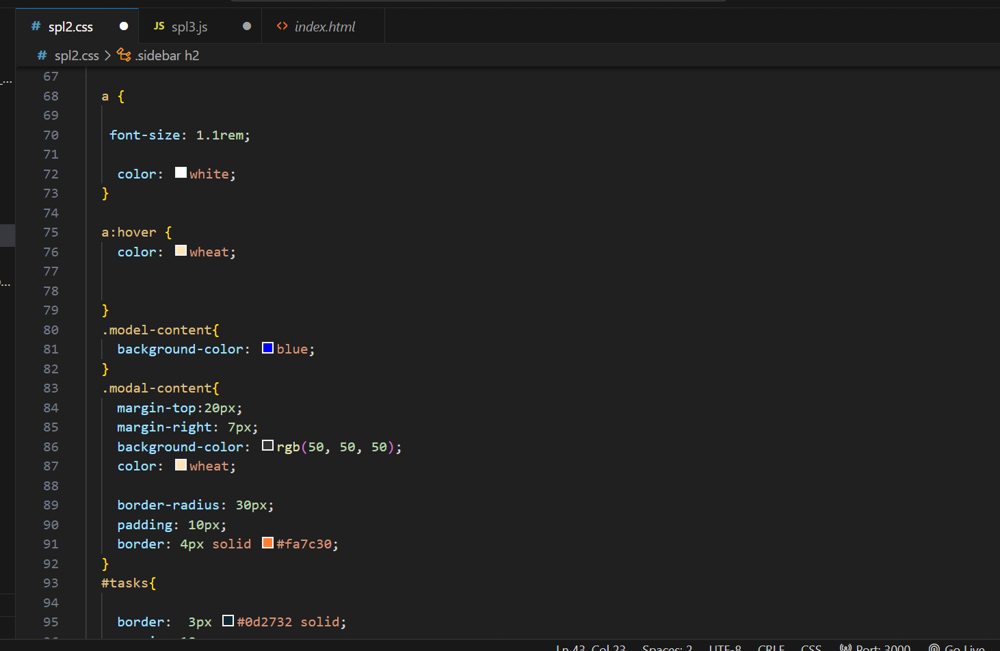 # spl2.css ● JS spl3.js ● <> index.html
# spl2.css > .sidebar h2
67
68 a {
69
70 font-size: 1.1rem;
71
72 color: white;
73 }
74
75 a:hover {
76 color: wheat;
77
78
79 }
80 .model-content{
81 background-color: blue;
82 }
83 .modal-content{
84 margin-top:20px;
85 margin-right: 7px;
86 background-color: rgb(50, 50, 50);
87 color: wheat;
88
89 border-radius: 30px;
90 padding: 10px;
91 border: 4px solid #fa7c30;
92 }
93 #tasks{
94
95 border:  3px #0d2732 solid;
Ln 43, Col 23 Spaces: 2 UTF-8 CRLF CSS Port: 3000 Go Live